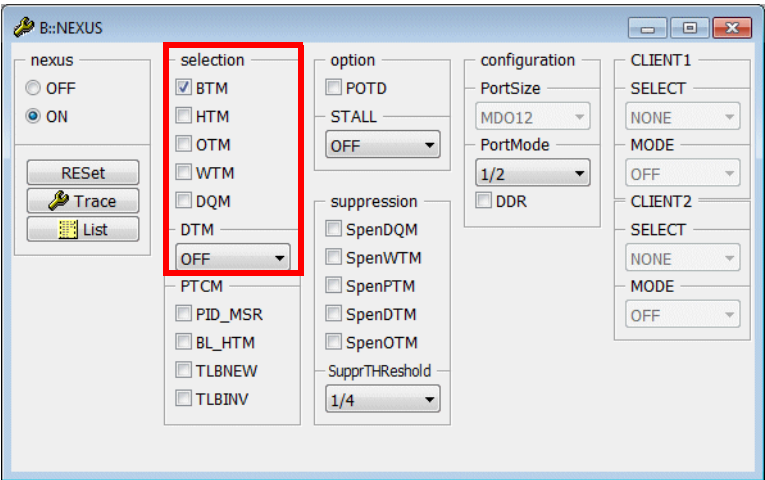 B::NEXUS
nexus
OFF
ON
RESet
Trace
List
selection
BTM
HTM
OTM
WTM
DQM
DTM
OFF
PTCM
PID_MSR
BL_HTM
TLBNEW
TLBINV
option
POTD
STALL
OFF
suppression
SpenDQM
SpenWTM
SpenPTM
SpenDTM
SpenOTM
SupprTHReshold
1/4
configuration
PortSize
MDO12
PortMode
1/2
DDR
CLIENT1
SELECT
NONE
MODE
OFF
CLIENT2
SELECT
NONE
MODE
OFF